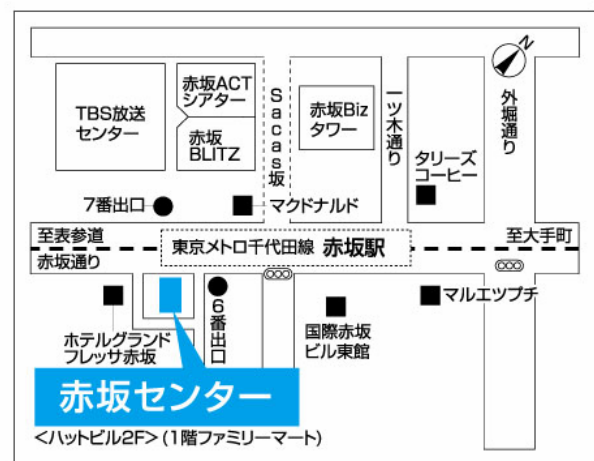 N
TBS放送
センター
赤坂ACT
シアター
赤坂
BLITZ
Sacas坂
赤坂Biz
タワー
一ツ木通り
外堀通り
タリーズ
コーヒー
7番出口
マクドナルド
至表参道
東京メトロ千代田線 赤坂駅
至大手町
赤坂通り
6番出口
マルエツプチ
ホテルグランド
フレッサ赤坂
国際赤坂
ビル東館
赤坂センター
<ハットビル2F>(1階ファミリーマート)